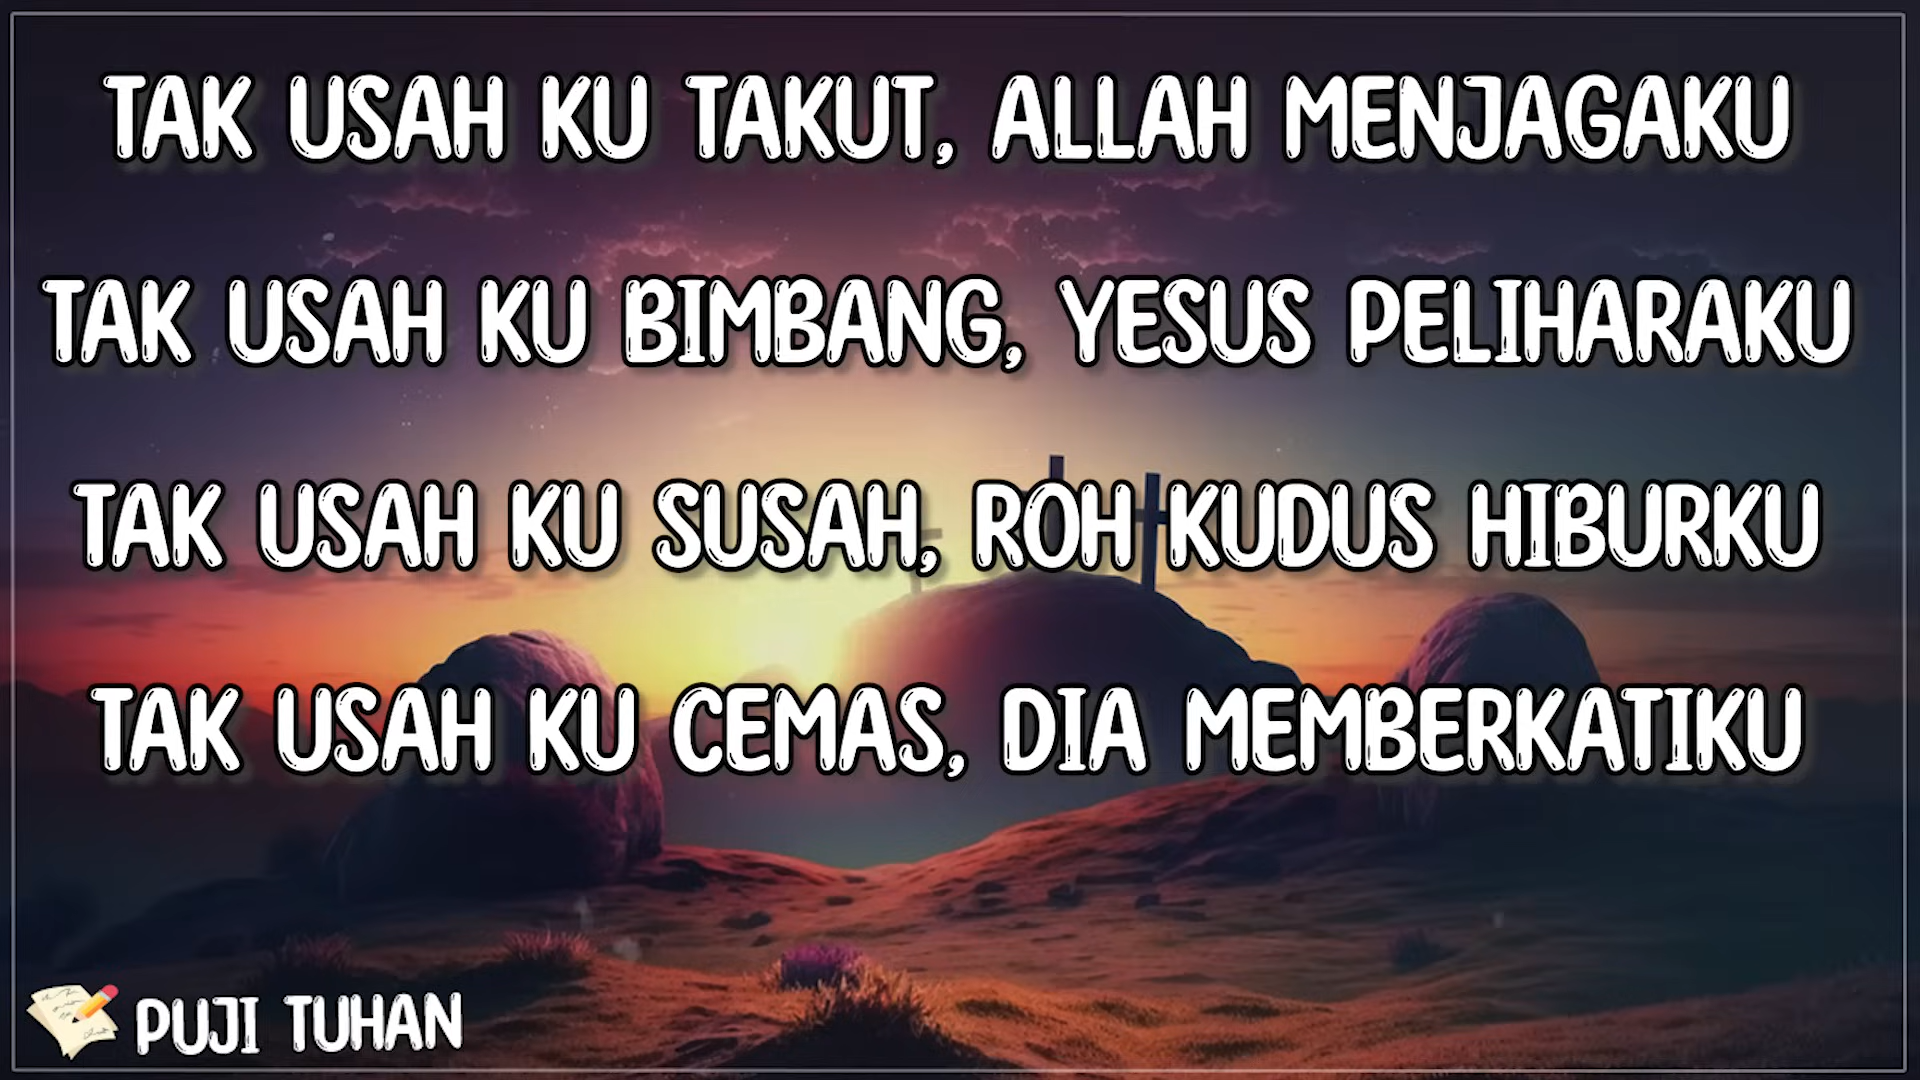 TAK USAH KU TAKUT, ALLAH MENJAGAKU
TAK USAH KU BIMBANG, YESUS PELIHARAKU
TAK USAH KU SUSAH, ROH KUDUS HIBURKU
TAK USAH KU CEMAS, DIA MEMBERKATIKU
PUJI TUHAN